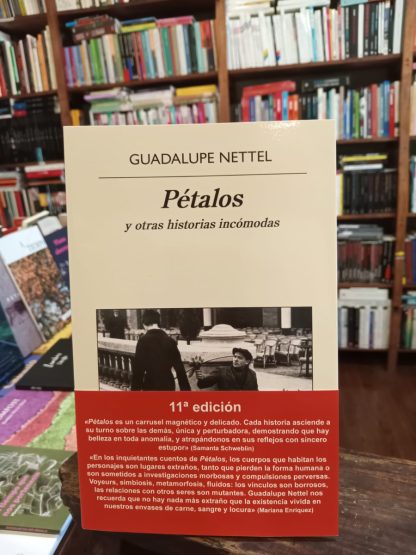 GUADALUPE NETTEL
Pétalos
y otras historias incómodas
11ª edición
«Pétalos es un carrusel magnético y delicado. Cada historia asciende a
su turno sobre las demás, única y perturbadora, demostrando que hay
belleza en toda anomalía, y atrapándonos en sus reflejos con sincero
estupor» (Samanta Schweblin)
«En los inquietantes cuentos de Pétalos, los cuerpos que habitan los
personajes son lugares extraños, tanto que pierden la forma humana o
son sometidos a investigaciones morbosas y compulsiones perversas.
Voyeurs, simbiosis, metamorfosis, fluidos: los vínculos son borrosos,
las relaciones con otros seres son mutantes. Guadalupe Nettel nos
recuerda que no hay nada más extraño que la existencia vivida en
nuestros envases de carne, sangre y locura» (Mariana Enriquez)